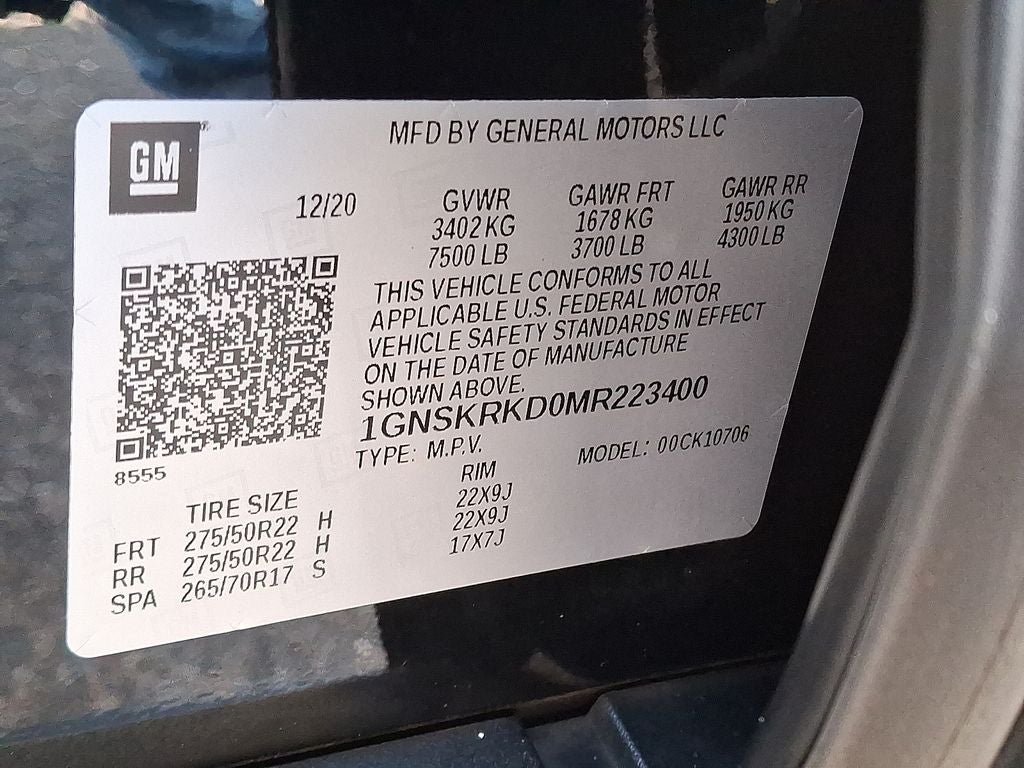 GM
MFD BY GENERAL MOTORS LLC
12/20
GVWR GAWR FRT GAWR RR
3402 KG 1678 KG 1950 KG
7500 LB 3700 LB 4300 LB
THIS VEHICLE CONFORMS TO ALL
APPLICABLE U.S. FEDERAL MOTOR
VEHICLE SAFETY STANDARDS IN EFFECT
ON THE DATE OF MANUFACTURE
SHOWN ABOVE.
1GNSKRKD0MR223400
TYPE: M.P.V. MODEL: 00CK10706
8555
TIRE SIZE RIM
FRT 275/50R22 H 22X9J
RR 275/50R22 H 22X9J
SPA 265/70R17 S 17X7J